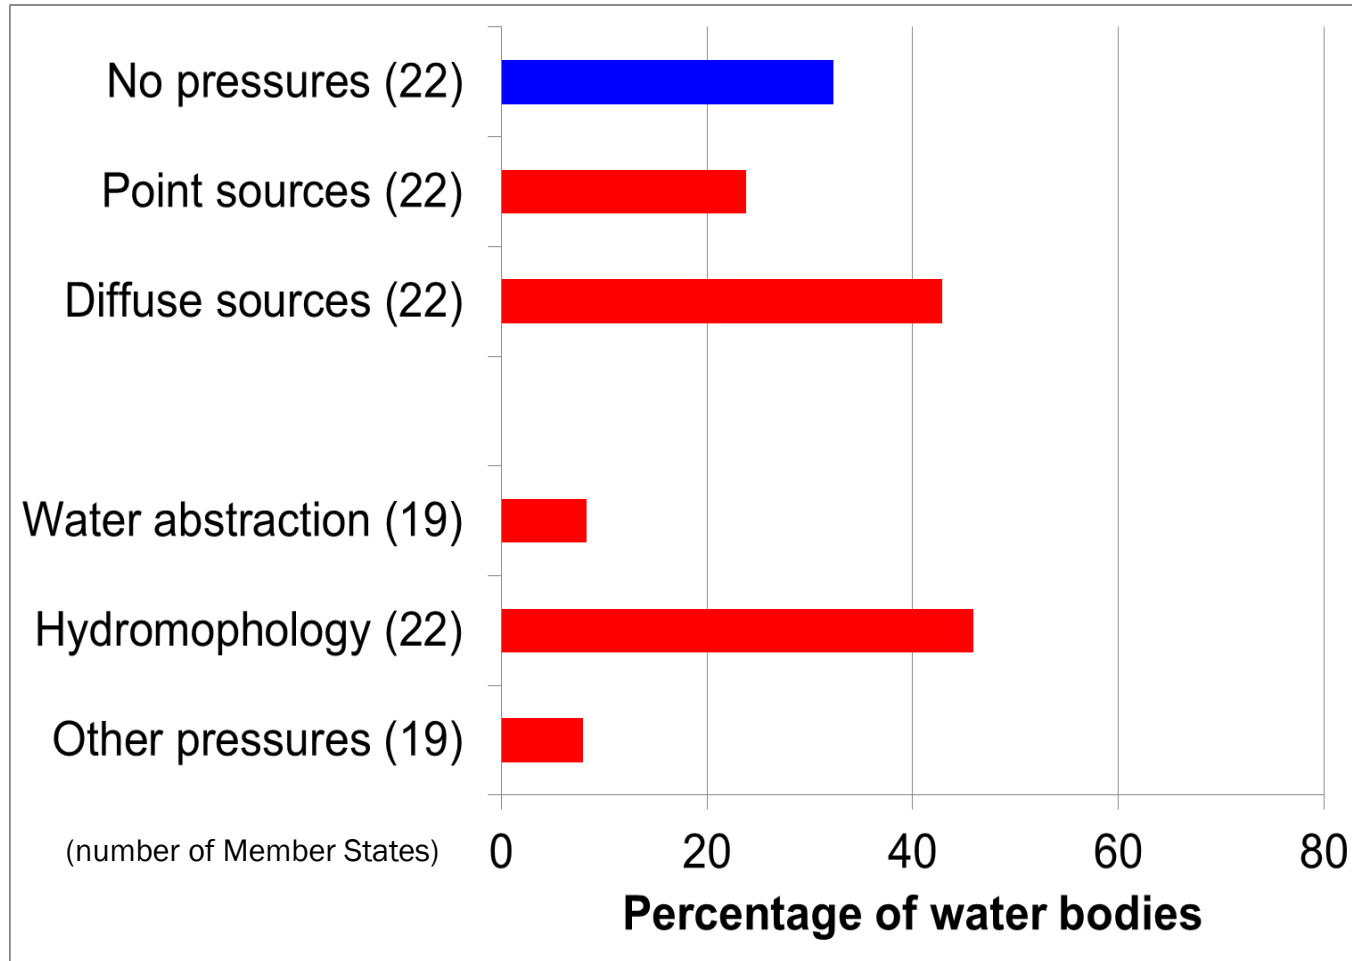 No pressures (22)
Point sources (22)
Diffuse sources (22)
Water abstraction (19)
Hydromophology (22)
Other pressures (19)
(number of Member States) 0 20 40 60 80
Percentage of water bodies